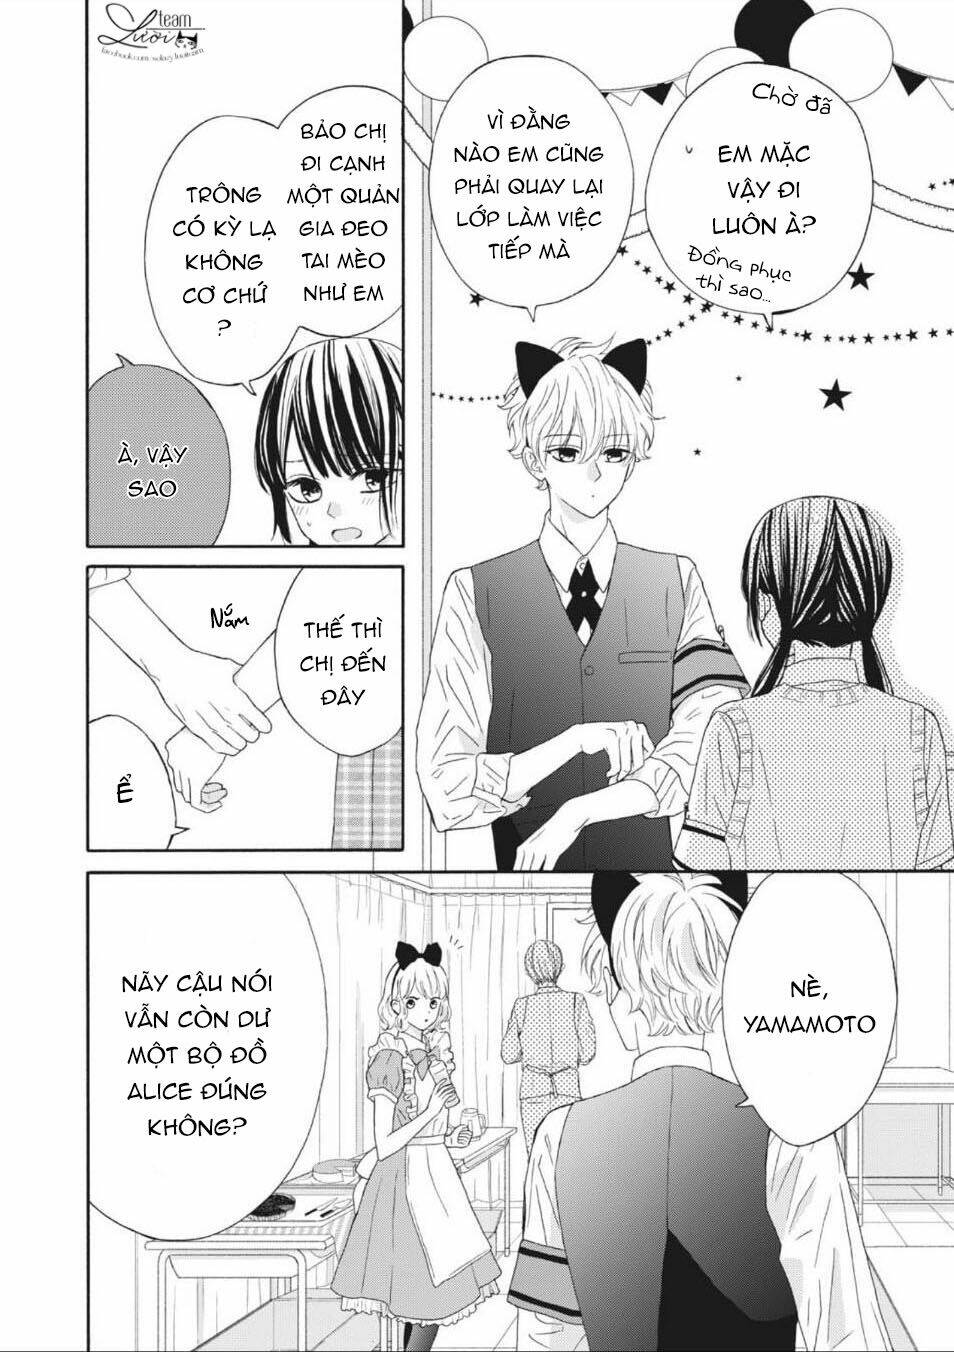 team
Lười
facebook.com/solazy.luoiteam
Chờ đã
EM MẶC
VẬY ĐI
LUÔN À?
Đồng phục
thì sao...
VÌ ĐẰNG
NÀO EM CŨNG
PHẢI QUAY LẠI
LỚP LÀM VIỆC
TIẾP MÀ
BẢO CHỊ
ĐI CẠNH
MỘT QUẢN
GIA ĐEO
TAI MÈO
NHƯ EM
TRÔNG
CÓ KỲ LẠ
KHÔNG
CƠ CHỨ
?
À, VẬY
SAO
THẾ THÌ
CHỊ ĐẾN
ĐÂY
Nắm
Ể
NÈ,
YAMAMOTO
NÃY CẬU NÓI
VẪN CÒN DƯ
MỘT BỘ ĐỒ
ALICE ĐÚNG
KHÔNG?